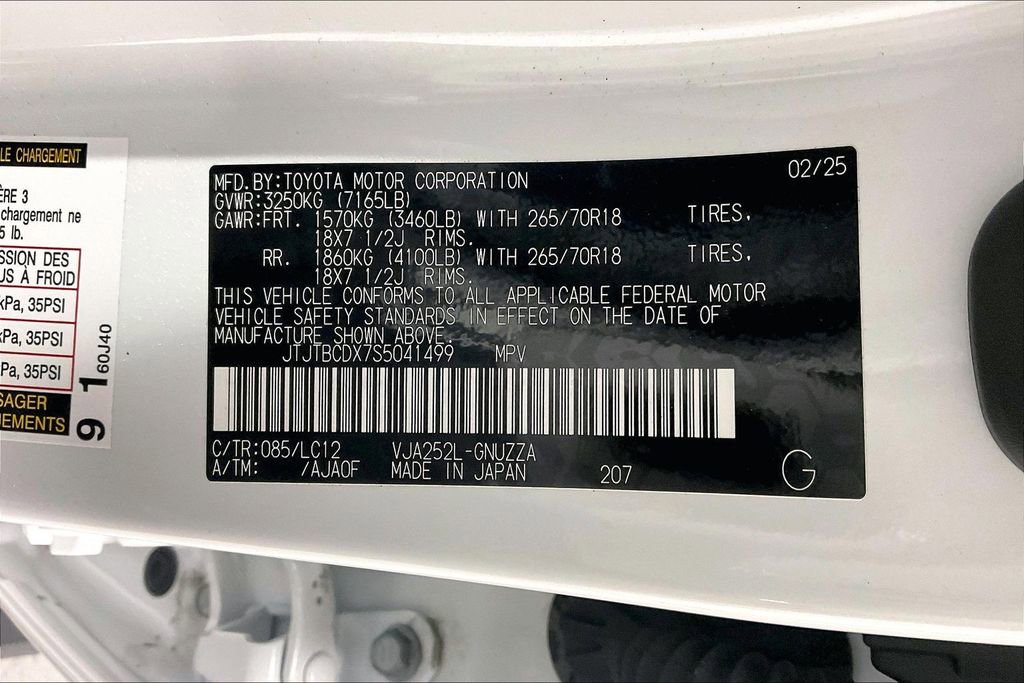 LE CHARGEMENT
ÈRE 3
chargement ne
5 lb.
SSION DES
US À FROID
kPa, 35PSI
kPa, 35PSI
Pa, 35PSI
SAGER
EMENTS
91
60J40
MFD.BY:TOYOTA MOTOR CORPORATION 02/25
GVWR:3250KG (7165LB)
GAWR:FRT. 1570KG (3460LB) WITH 265/70R18 TIRES,
18X7 1/2J RIMS.
RR. 1860KG (4100LB) WITH 265/70R18 TIRES,
18X7 1/2J RIMS.
THIS VEHICLE CONFORMS TO ALL APPLICABLE FEDERAL MOTOR
VEHICLE SAFETY STANDARDS IN EFFECT ON THE DATE OF
MANUFACTURE SHOWN ABOVE.
JTJTBCDX7S5041499 MPV
C/TR:085/LC12 VJA252L-GNUZZA
A/TM: /AJA0F MADE IN JAPAN 207 G